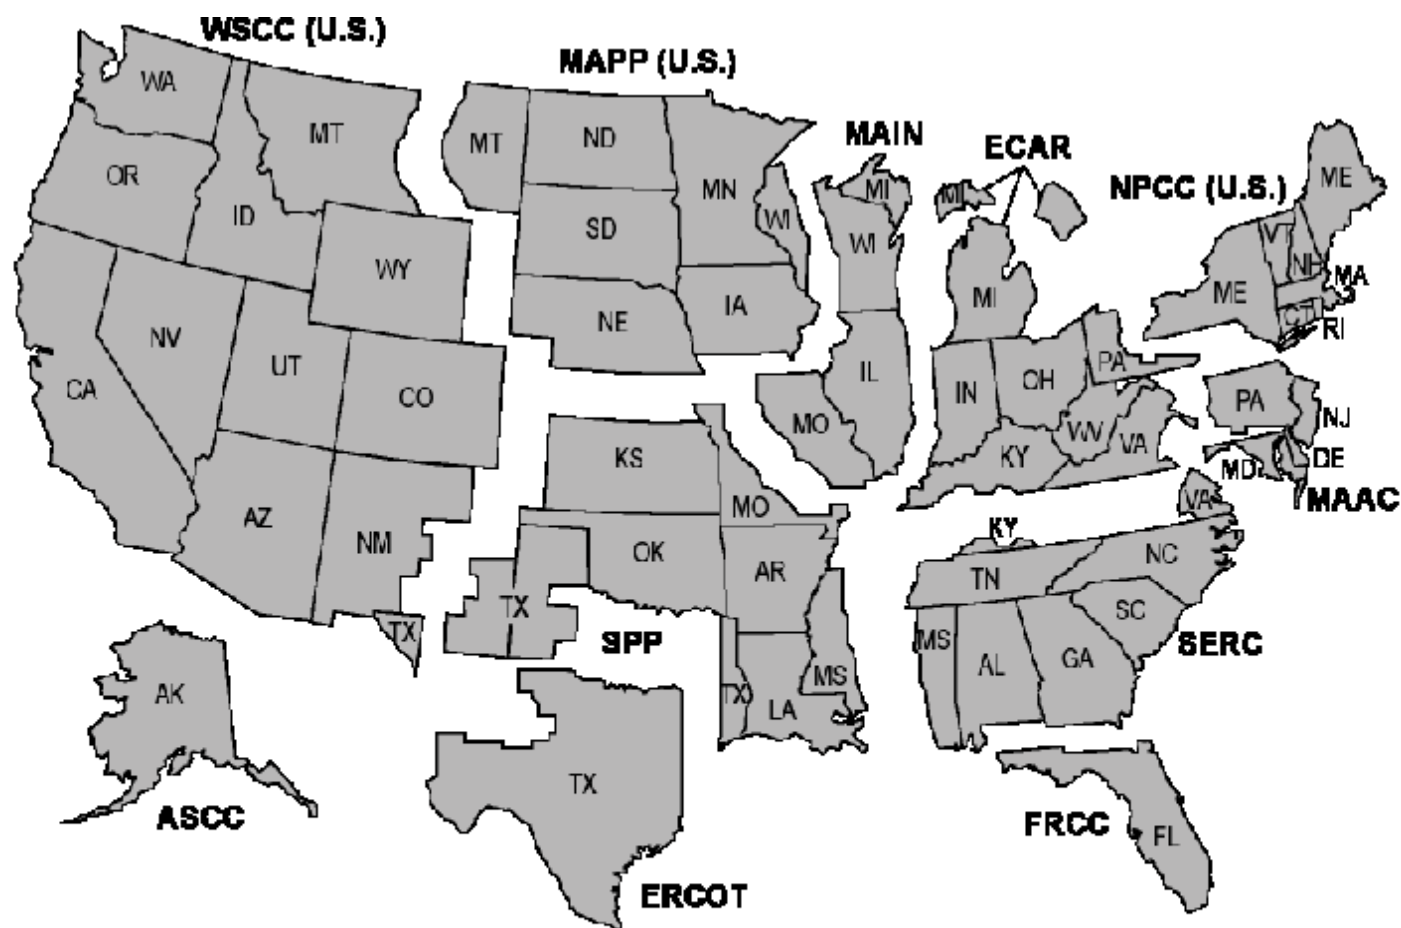 WSCC (U.S.)
WA
MT
OR
ID
WY
NV
UT
CA
CO
AZ
NM
TX
MAPP (U.S.)
MT
ND
MN
WI
SD
NE
IA
MAIN
MI
WI
IL
MO
ECAR
MI
MI
IN
OH
PA
WV
VA
KY
NPCC (U.S.)
ME
VT
NH
MA
ME
CT
RI
PA
NJ
MD
DE
MAAC
KS
MO
OK
AR
TX
SPP
MS
TX
LA
VA
KY
NC
TN
SC
SERC
MS
AL
GA
AK
ASCC
TX
ERCOT
FRCC
FL